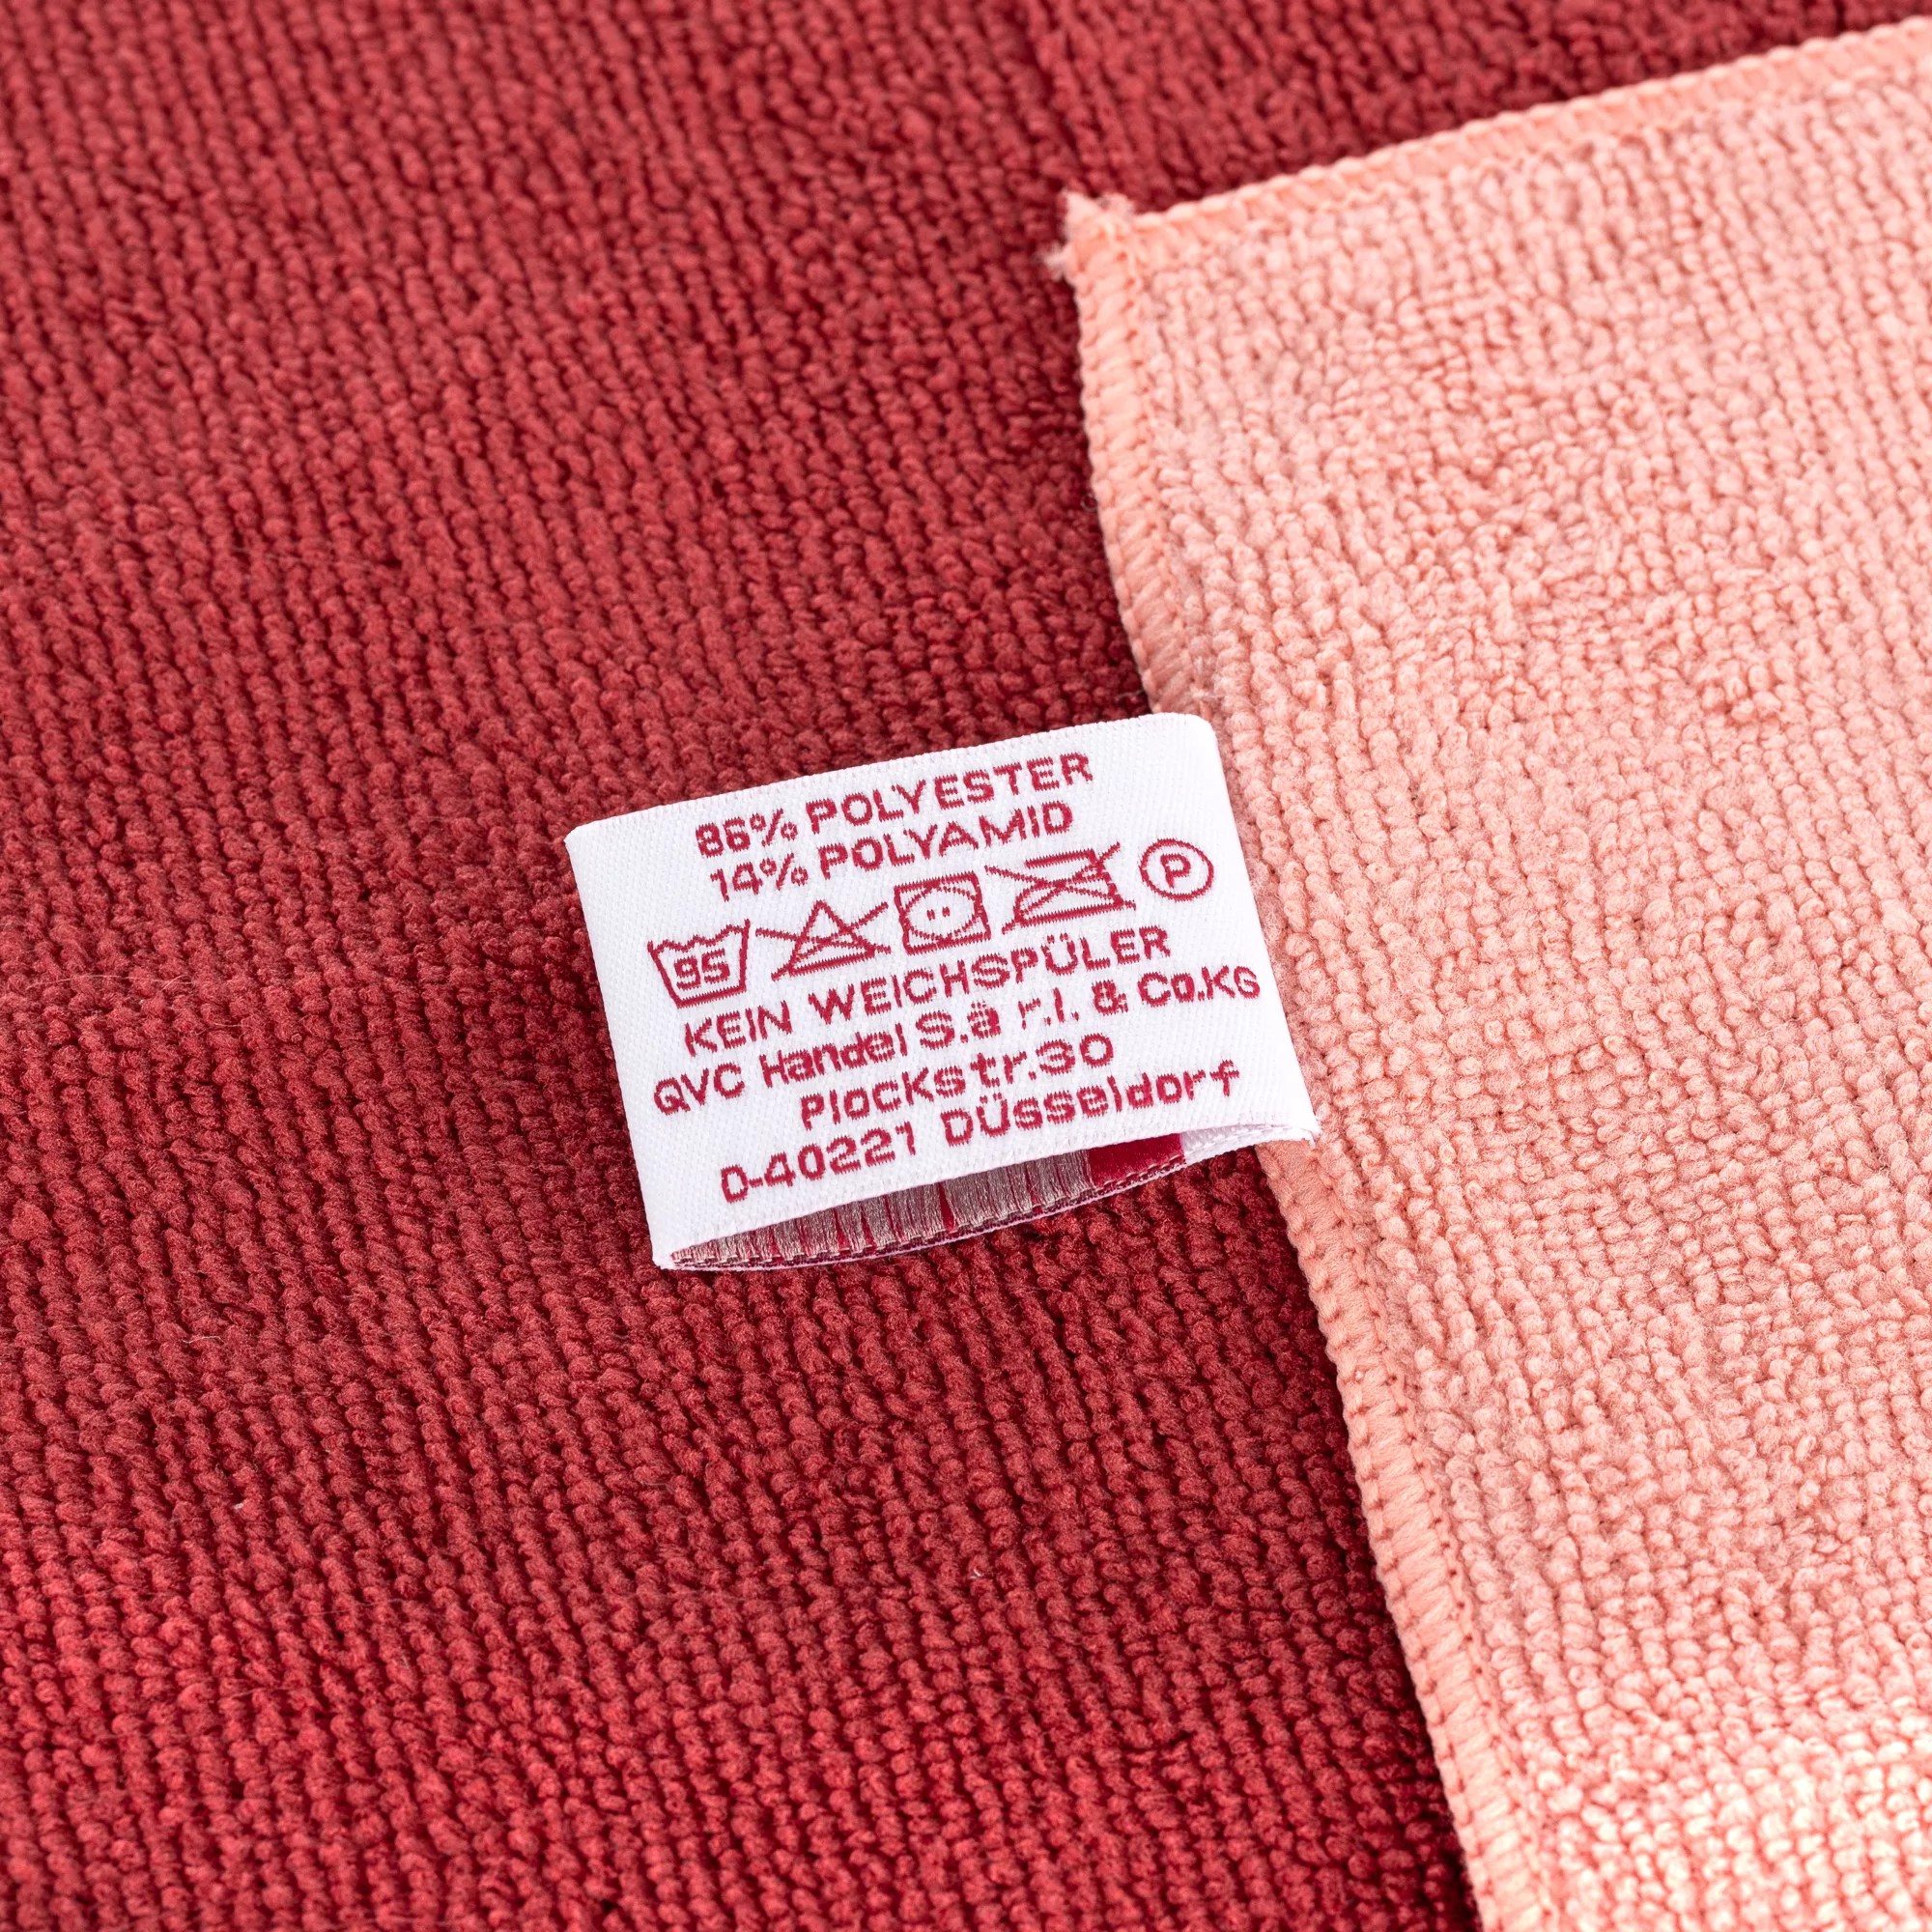 86% POLYESTER
14% POLYAMID
95 P
KEIN WEICHSPÜLER
QVC Handel S.à r.l. & Co.KG
Plockstr.30
D-40221 Düsseldorf